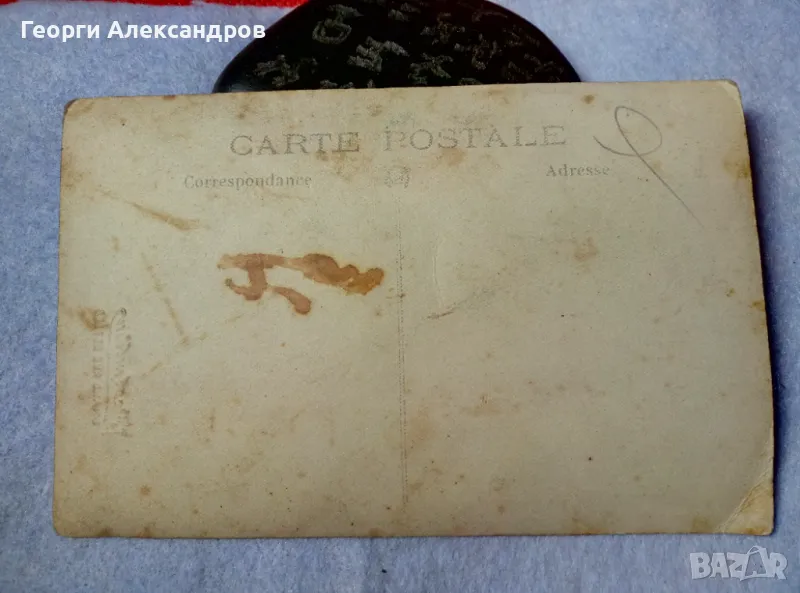 Георги Александров
CARTE POSTALE
Correspondance
Adresse
BAZAR